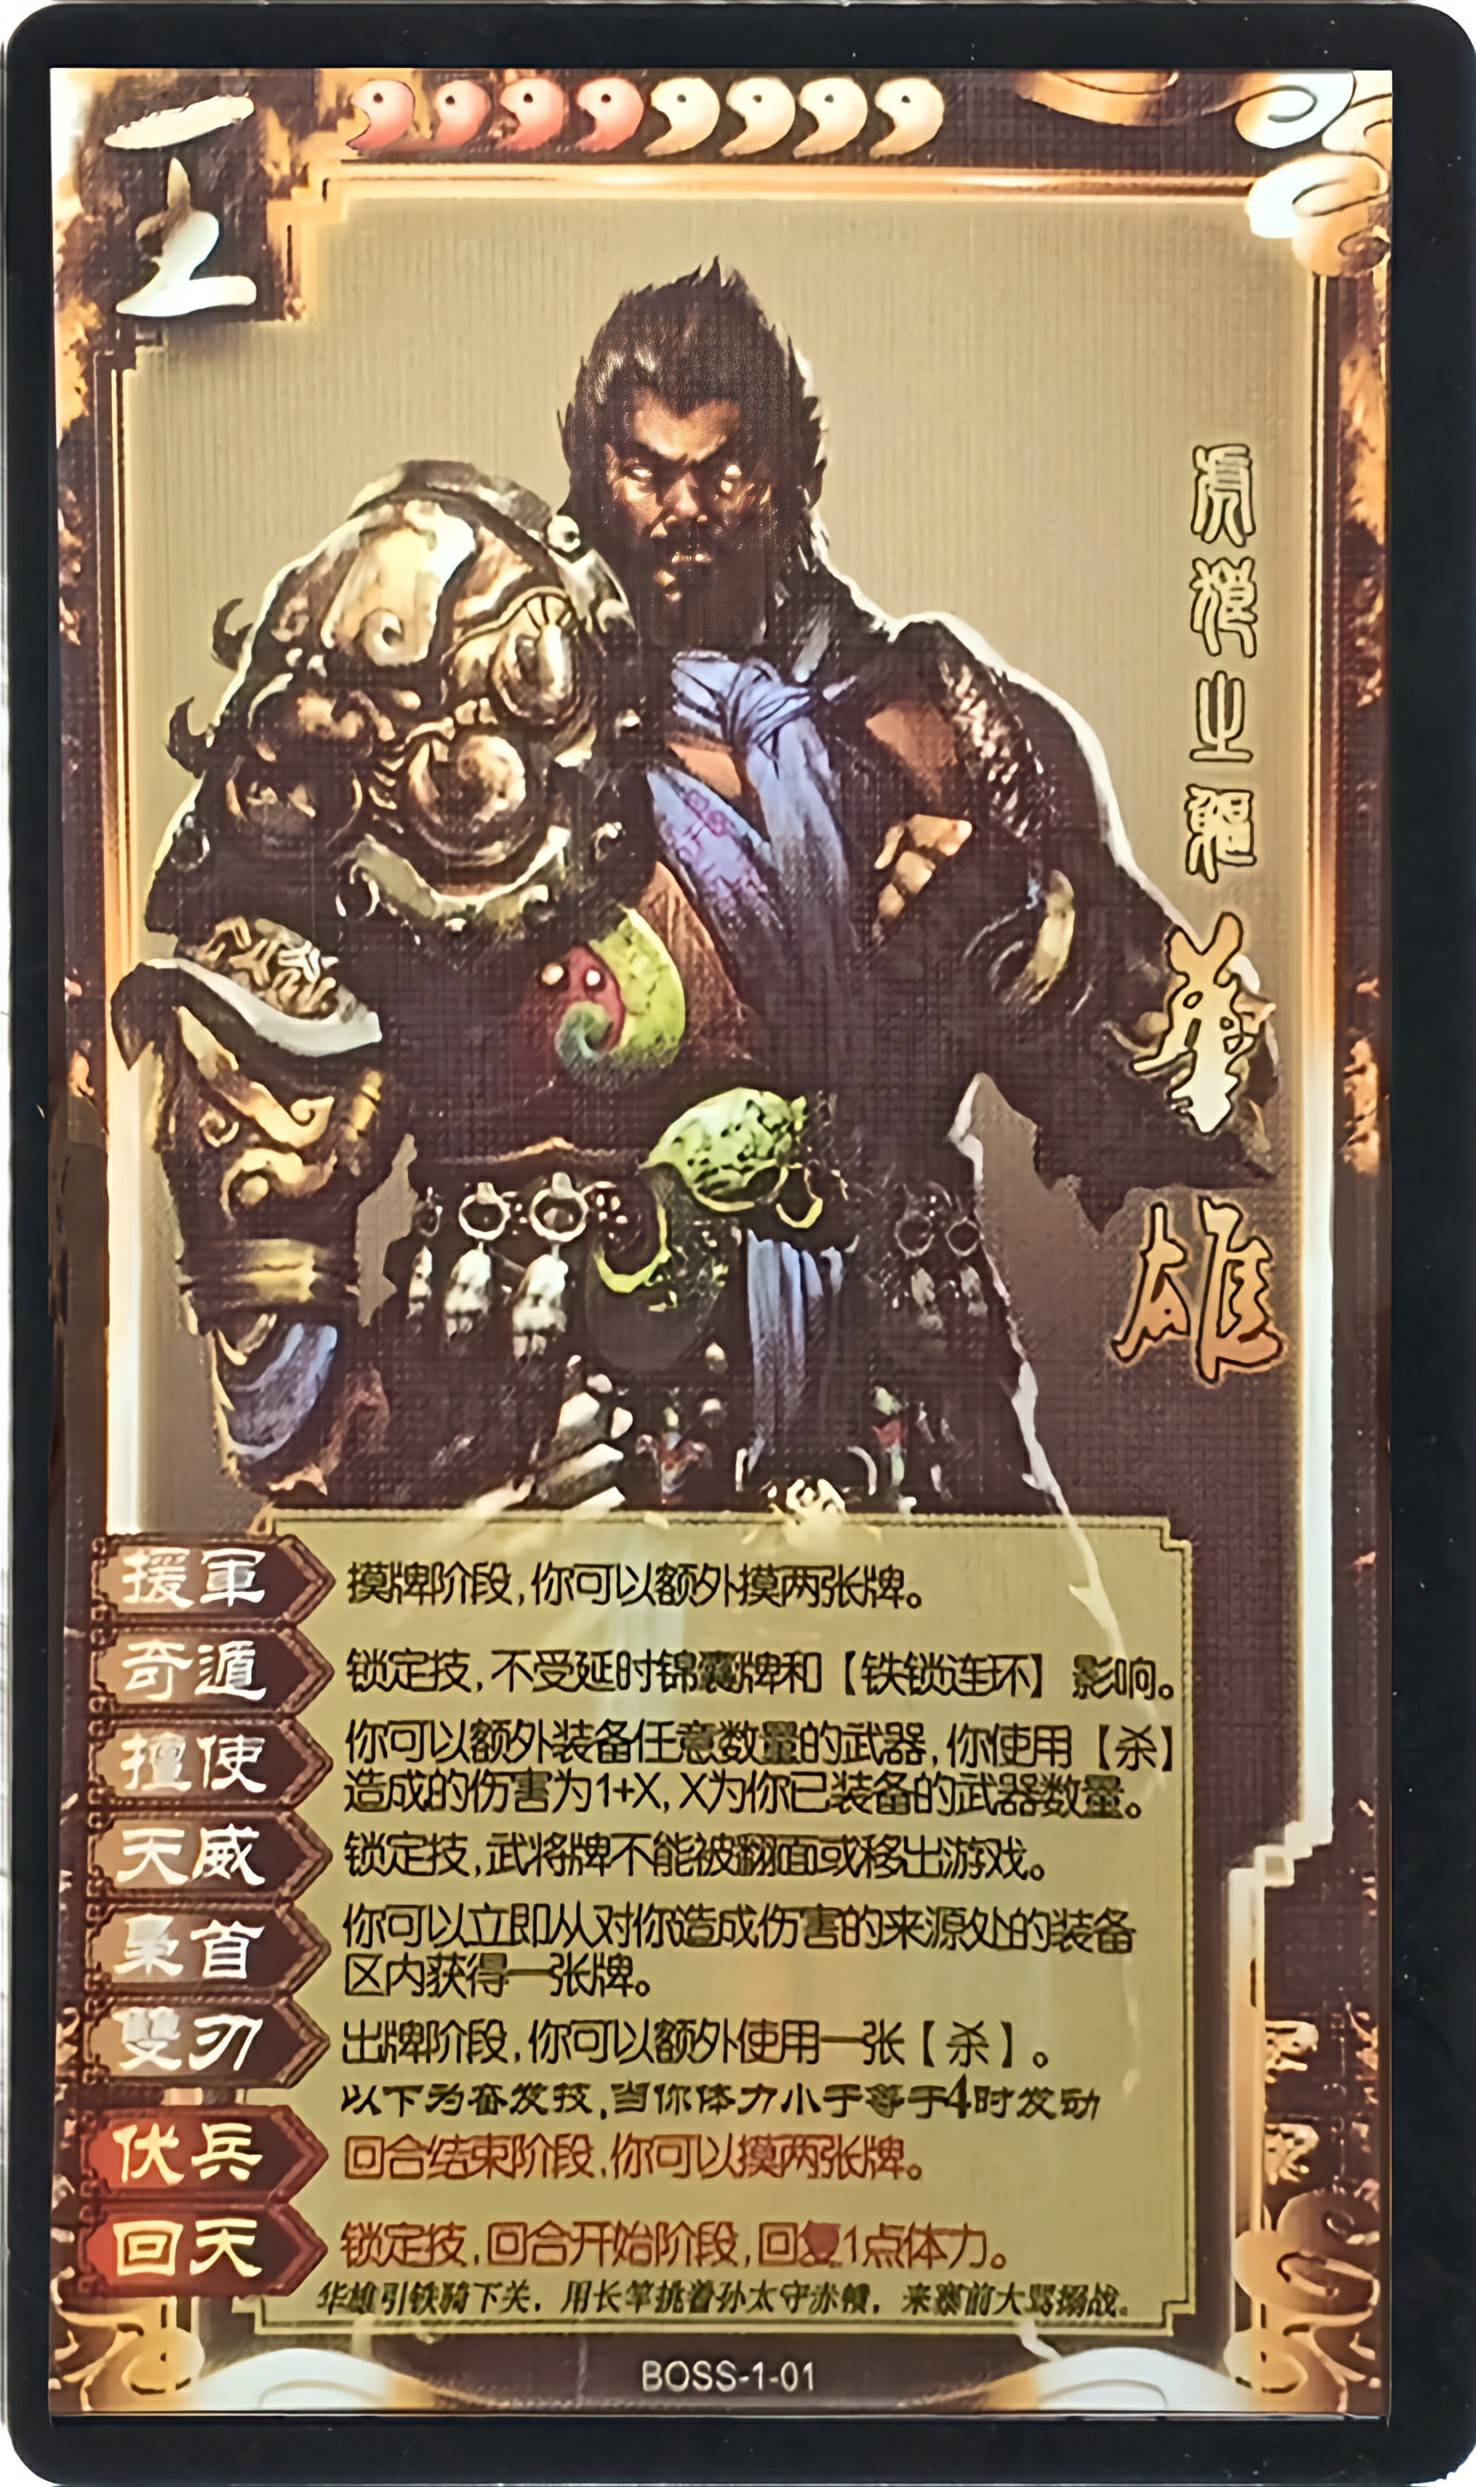 虎狼之軀
華
雄
援軍
摸牌阶段,你可以额外摸两张牌。
奇遁
锁定技,不受延时锦囊牌和【铁锁连环】影响。
擅使
你可以额外装备任意数量的武器,你使用【杀】
造成的伤害为1+X,X为你已装备的武器数量。
天威
锁定技,武将牌不能被翻面或移出游戏。
梟首
你可以立即从对你造成伤害的来源处的装备
区内获得一张牌。
雙刃
出牌阶段,你可以额外使用一张【杀】。
以下为奋发技,当你体力小于等于4时发动
伏兵
回合结束阶段,你可以摸两张牌。
回天
锁定技,回合开始阶段,回复1点体力。
华雄引铁骑下关,用长竿挑着孙太守赤帻,来寨前大骂搦战。
BOSS-1-01